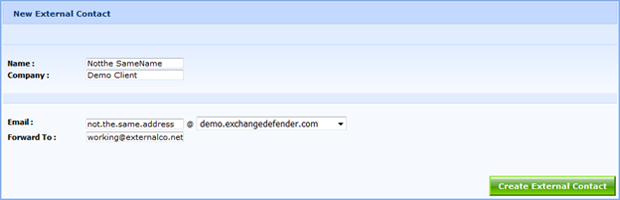 New External Contact
Name : Notthe SameName
Company : Demo Client
Email : not.the.same.address @ demo.exchangedefender.com
Forward To : working@externalco.net
Create External Contact